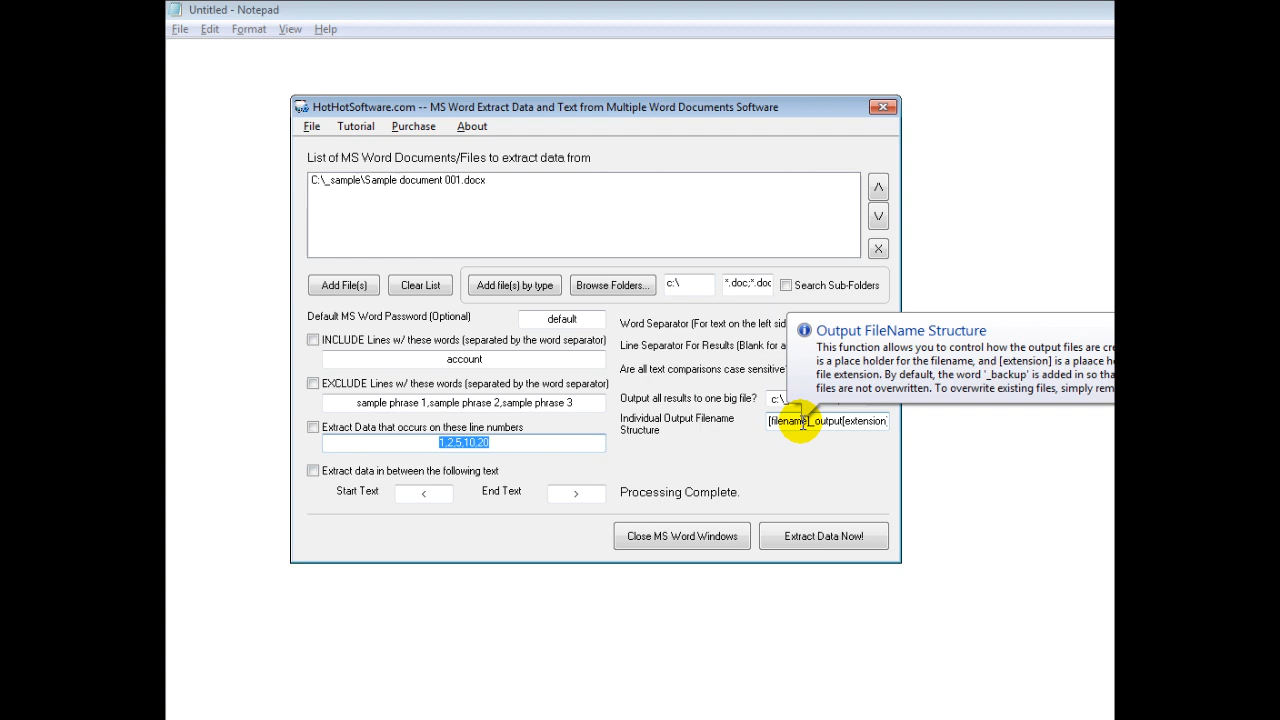 Untitled - Notepad
File Edit Format View Help
HotHotSoftware.com -- MS Word Extract Data and Text from Multiple Word Documents Software
File Tutorial Purchase About
List of MS Word Documents/Files to extract data from
C:\_sample\Sample document 001.docx
/\
\/
X
Add File(s) Clear List Add file(s) by type Browse Folders... c:\ *.doc;*.doc Search Sub-Folders
Default MS Word Password (Optional) default
INCLUDE Lines w/ these words (separated by the word separator)
account
EXCLUDE Lines w/ these words (separated by the word separator)
sample phrase 1,sample phrase 2,sample phrase 3
Extract Data that occurs on these line numbers
1,2,5,10,20
Extract data in between the following text
Start Text < End Text >
Word Separator (For text on the left sid
Line Separator For Results (Blank for a
Are all text comparisons case sensitive?
Output all results to one big file? c:\_
Individual Output Filename
Structure
[filename]_output[extension]
Output FileName Structure
This function allows you to control how the output files are cre
is a place holder for the filename, and [extension] is a plaace h
file extension. By default, the word '_backup' is added in so tha
files are not overwritten. To overwrite existing files, simply rem
Processing Complete.
Close MS Word Windows Extract Data Now!